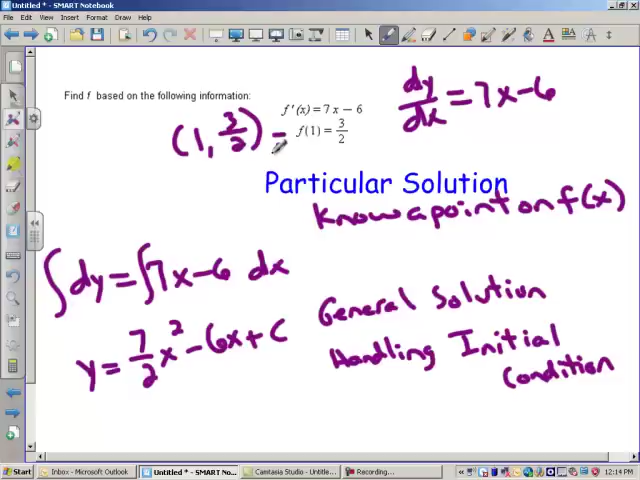 Untitled * - SMART Notebook
File Edit View Insert Format Draw Help
Find f based on the following information:
f ' (x) = 7 x − 6
f (1) = 3/2
dy/dx = 7x − 6
(1, 3/2) −
Particular Solution
Know a point on f(x)
∫ dy = ∫ 7x − 6 dx
General Solution
y = 7/2 x² − 6x + C
Handling Initial
Condition
Start
Inbox - Microsoft Outlook
Untitled * - SMART Not...
Camtasia Studio - Untitle...
Recording...
12:14 PM